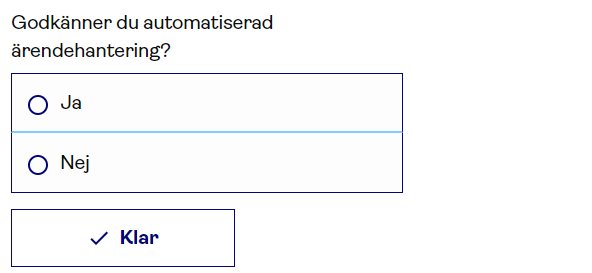 Godkänner du automatiserad
ärendehantering?
Ja
Nej
Klar